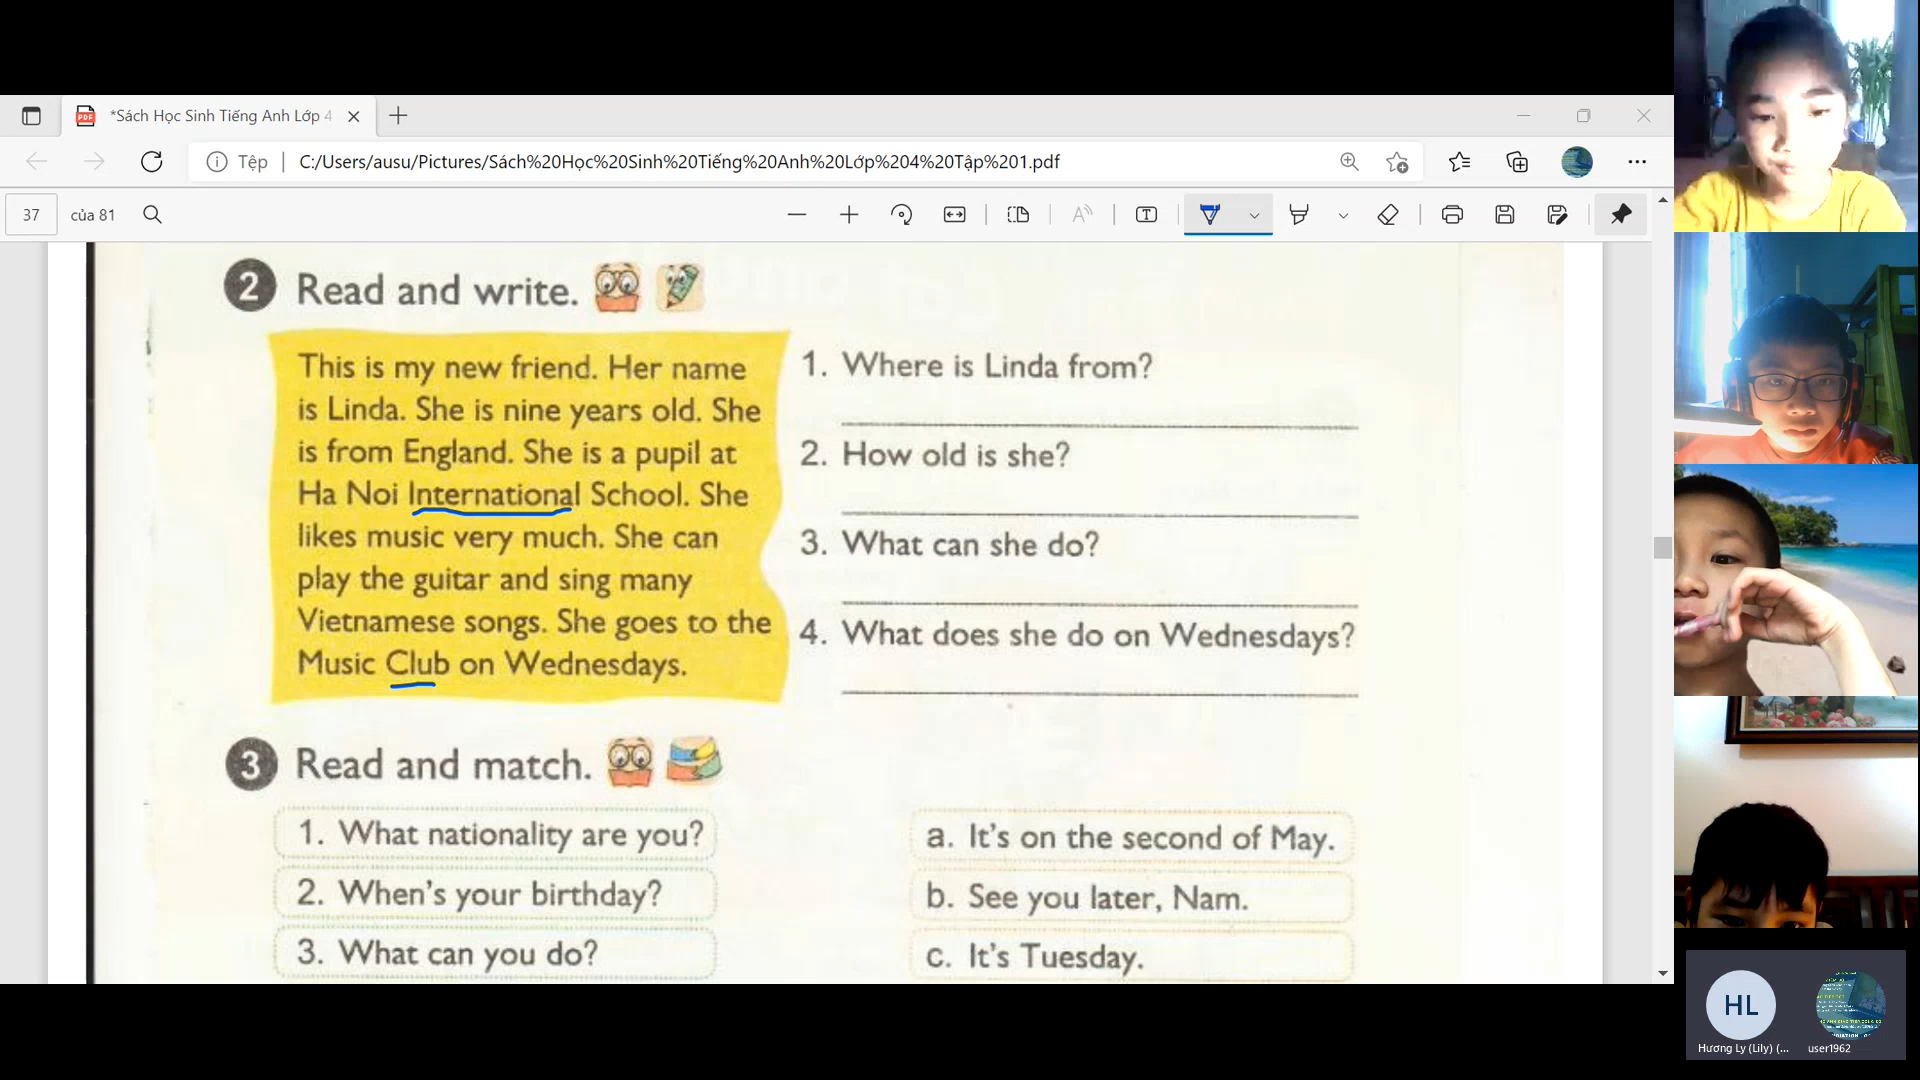 *Sách Học Sinh Tiếng Anh Lớp 4
Tệp
C:/Users/ausu/Pictures/Sách%20Học%20Sinh%20Tiếng%20Anh%20Lớp%204%20Tập%201.pdf
37 của 81
2 Read and write.
This is my new friend. Her name
is Linda. She is nine years old. She
is from England. She is a pupil at
Ha Noi International School. She
likes music very much. She can
play the guitar and sing many
Vietnamese songs. She goes to the
Music Club on Wednesdays.
1. Where is Linda from?
2. How old is she?
3. What can she do?
4. What does she do on Wednesdays?
3 Read and match.
1. What nationality are you?
2. When's your birthday?
3. What can you do?
a. It's on the second of May.
b. See you later, Nam.
c. It's Tuesday.
HL
Hương Ly (Lily) (...
user1962